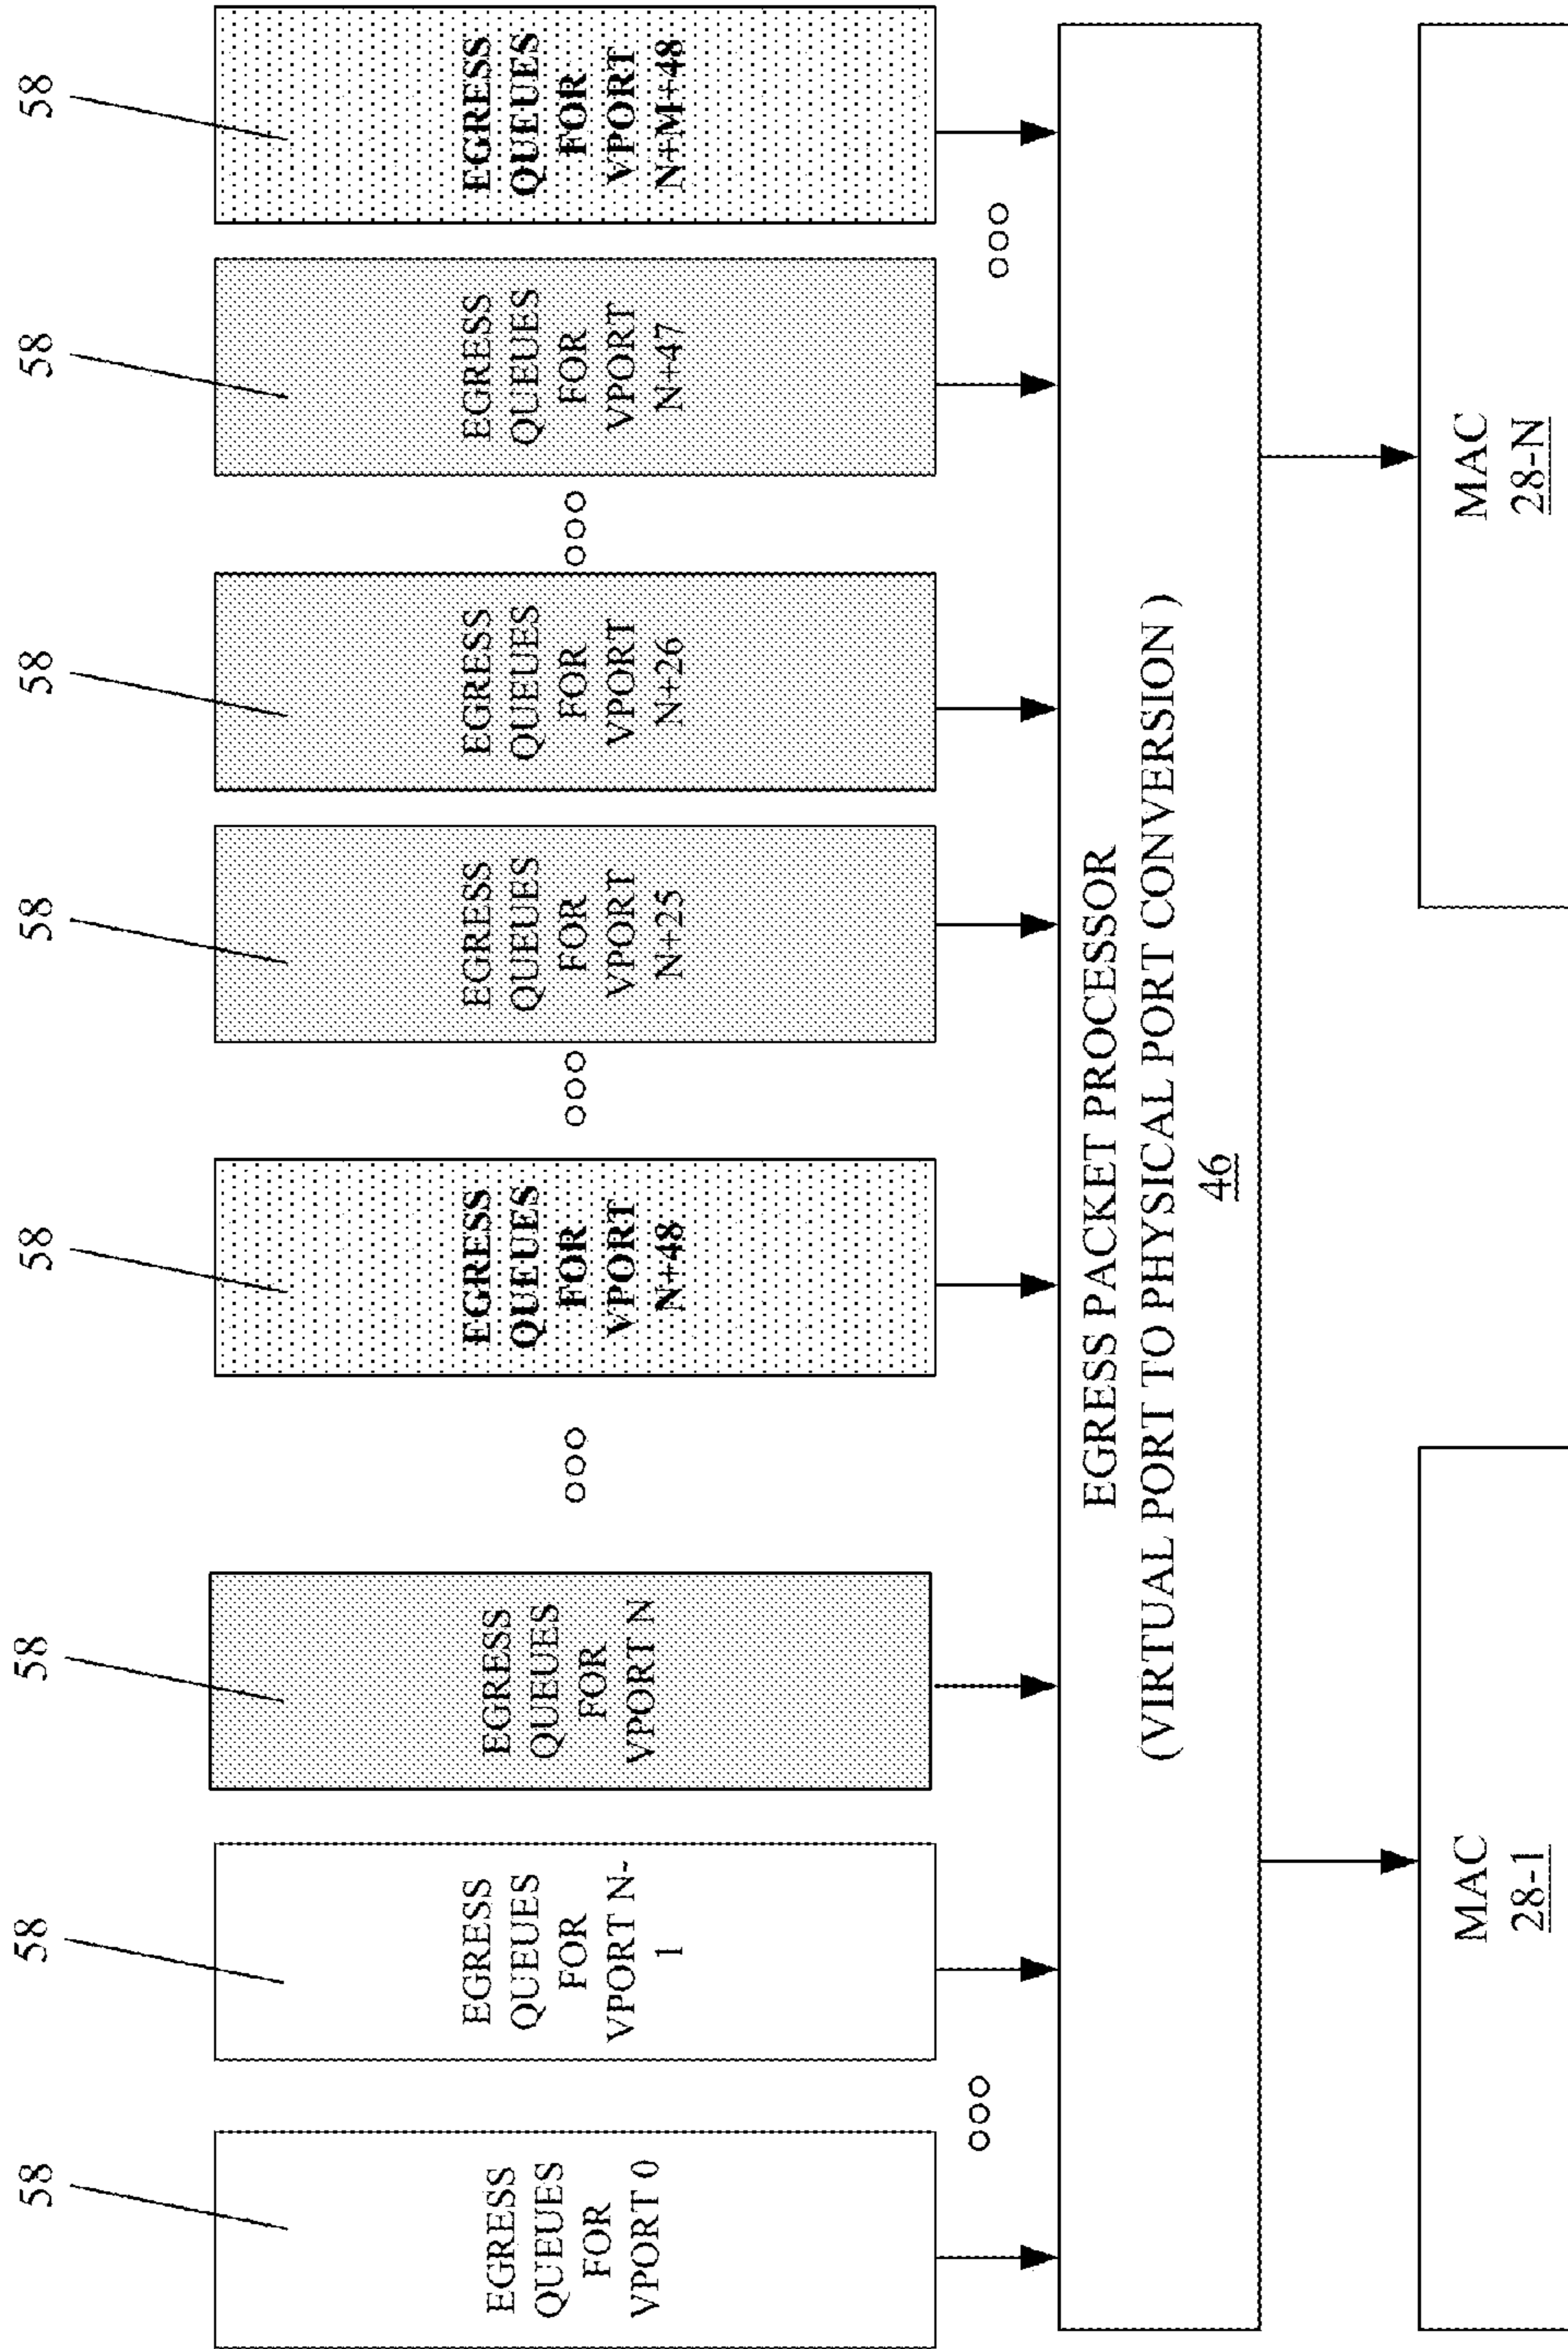 58
58
58
58
58
58
58
58
EGRESS
QUEUES
FOR
VPORT 0
EGRESS
QUEUES
FOR
VPORT N-
1
EGRESS
QUEUES
FOR
VPORT N
EGRESS
QUEUES
FOR
VPORT
N+48
EGRESS
QUEUES
FOR
VPORT
N+25
EGRESS
QUEUES
FOR
VPORT
N+26
EGRESS
QUEUES
FOR
VPORT
N+47
EGRESS
QUEUES
FOR
VPORT
N+M+48
EGRESS PACKET PROCESSOR
(VIRTUAL PORT TO PHYSICAL PORT CONVERSION )
46
MAC
28-1
MAC
28-N